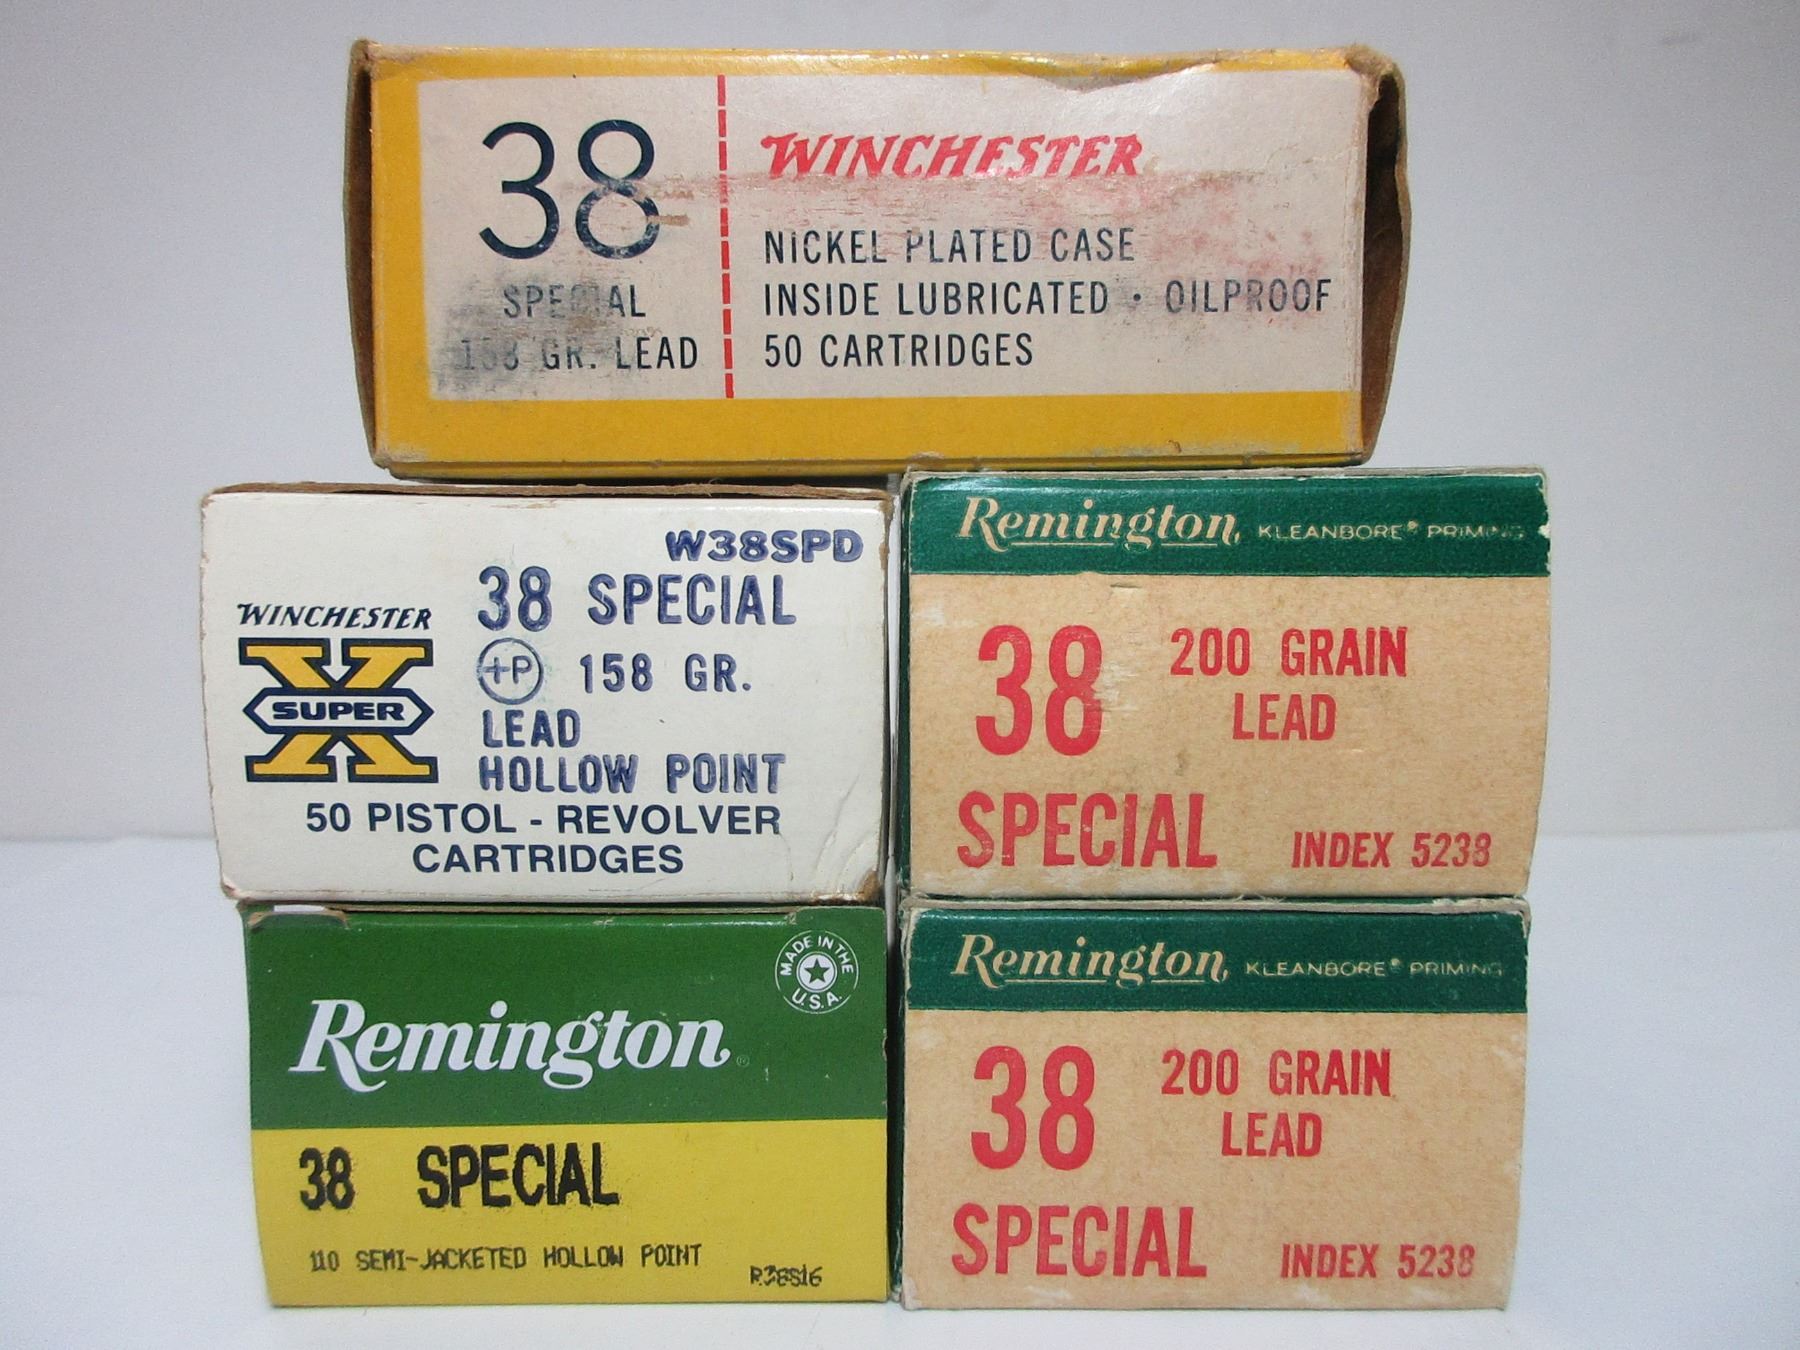 38
SPECIAL
158 GR. LEAD
WINCHESTER
NICKEL PLATED CASE
INSIDE LUBRICATED · OILPROOF
50 CARTRIDGES
W38SPD
WINCHESTER
SUPER X
38 SPECIAL
+P 158 GR.
LEAD
HOLLOW POINT
50 PISTOL - REVOLVER
CARTRIDGES
Remington, KLEANBORE® PRIMING
38
200 GRAIN
LEAD
SPECIAL
INDEX 5238
MADE IN THE
U.S.A.
Remington®
38 SPECIAL
110 SEMI-JACKETED HOLLOW POINT
R38S16
Remington, KLEANBORE® PRIMING
38
200 GRAIN
LEAD
SPECIAL
INDEX 5238